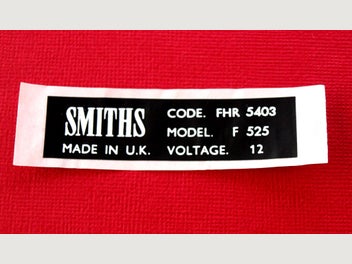 SMITHS
MADE IN U.K.
CODE. FHR 5403
MODEL. F 525
VOLTAGE. 12